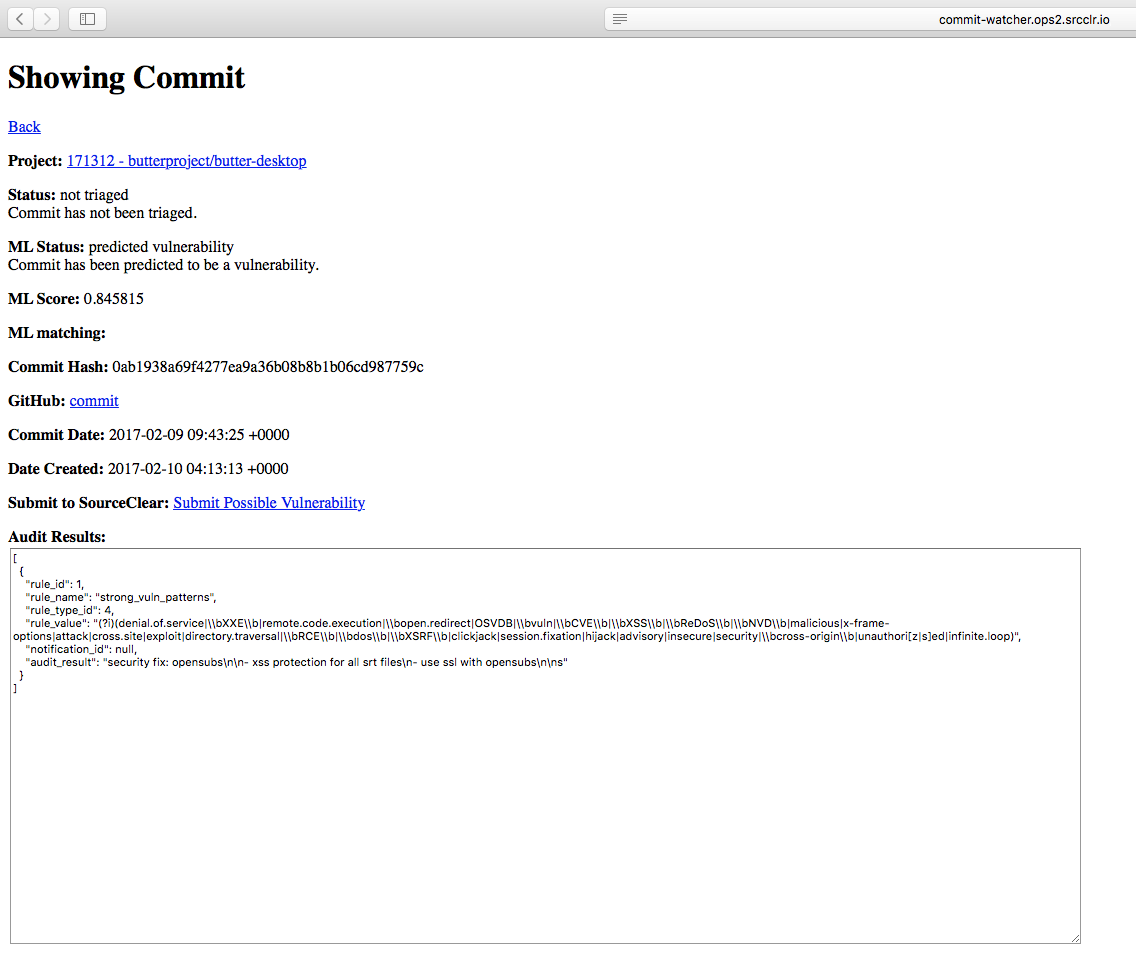 commit-watcher.ops2.srcclr.io
Showing Commit
Back
Project: 171312 - butterproject/butter-desktop
Status: not triaged
Commit has not been triaged.
ML Status: predicted vulnerability
Commit has been predicted to be a vulnerability.
ML Score: 0.845815
ML matching:
Commit Hash: 0ab1938a69f4277ea9a36b08b8b1b06cd987759c
GitHub: commit
Commit Date: 2017-02-09 09:43:25 +0000
Date Created: 2017-02-10 04:13:13 +0000
Submit to SourceClear: Submit Possible Vulnerability
Audit Results:
[
{
"rule_id": 1,
"rule_name": "strong_vuln_patterns",
"rule_type_id": 4,
"rule_value": "(?i)(denial.of.service|\\bXXE\\b|remote.code.execution|\\bopen.redirect|OSVDB|\\bvuln|\\bCVE\\b|\\bXSS\\b|\\bReDoS\\b|\\bNVD\\b|malicious|x-frame-
options|attack|cross.site|exploit|directory.traversal|\\bRCE\\b|\\bdos\\b|\\bXSRF\\b|clickjack|session.fixation|hijack|advisory|insecure|security|\\bcross-origin\\b|unauthori[z|s]ed|infinite.loop)",
"notification_id": null,
"audit_result": "security fix: opensubs\n\n- xss protection for all srt files\n- use ssl with opensubs\n\ns"
}
]